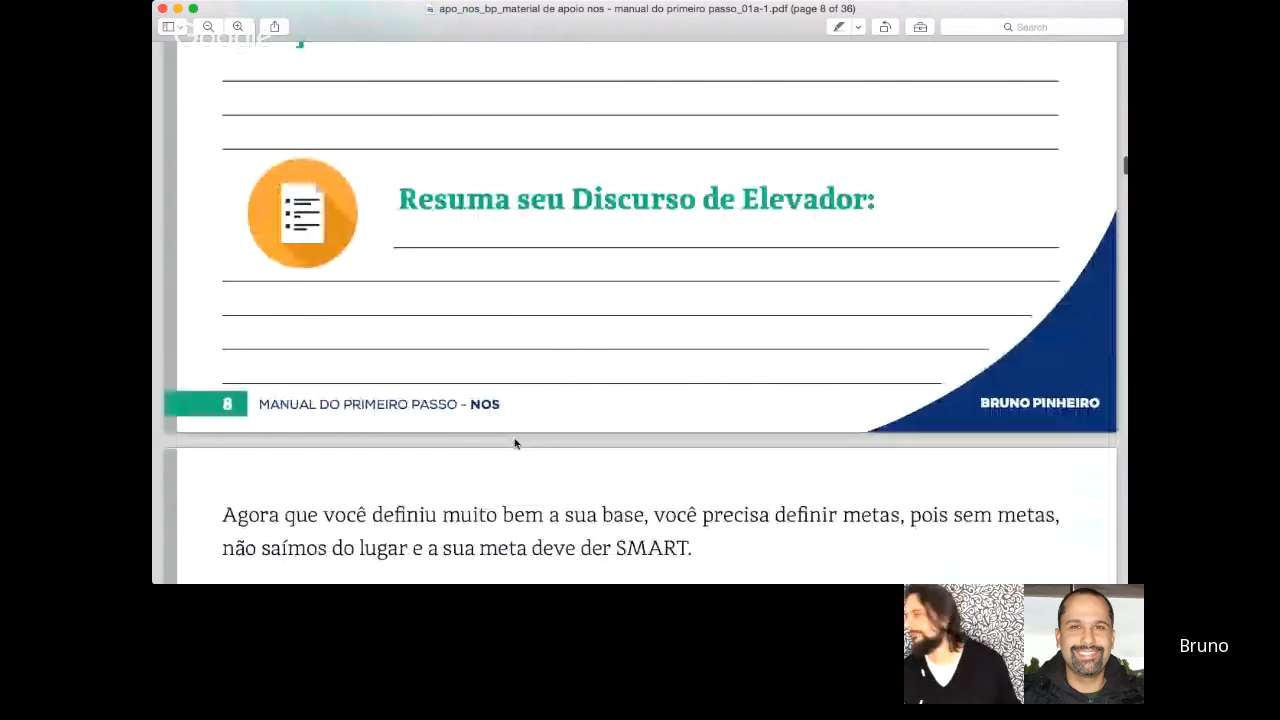 apo_nos_bp_material de apoio nos - manual do primeiro passo_01a-1.pdf (page 8 of 36)
Search
Google
Resuma seu Discurso de Elevador:
8 MANUAL DO PRIMEIRO PASSO - NOS
BRUNO PINHEIRO
Agora que você definiu muito bem a sua base, você precisa definir metas, pois sem metas,
não saímos do lugar e a sua meta deve der SMART.
Bruno